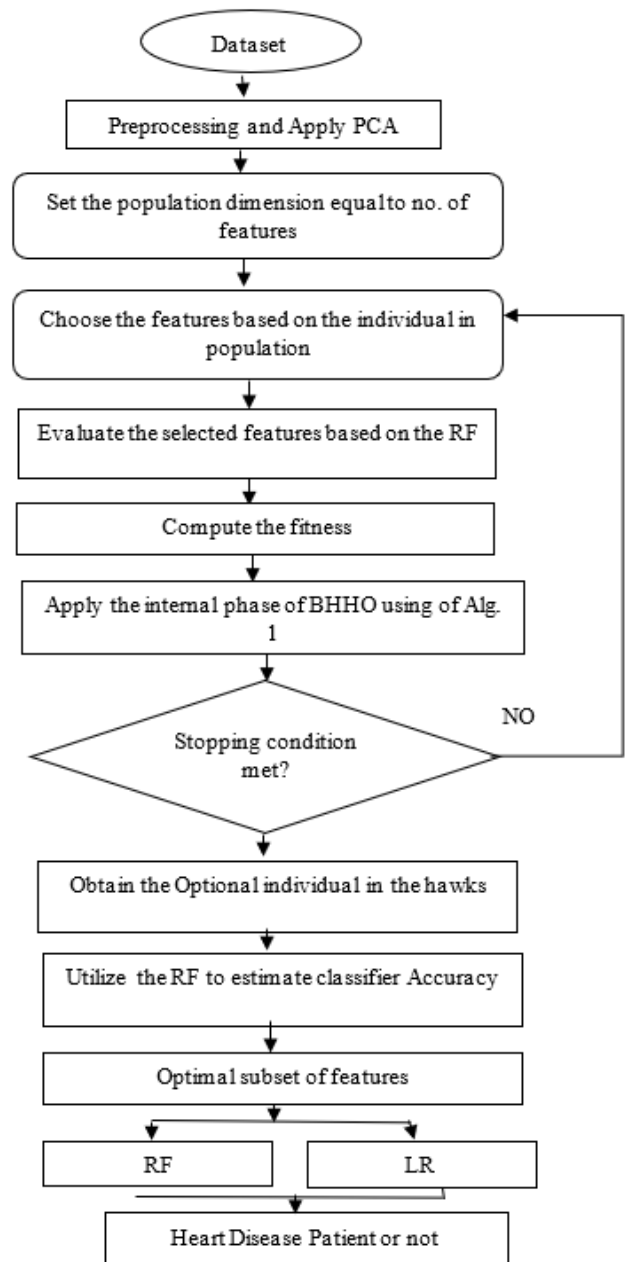 Dataset
Preprocessing and Apply PCA
Set the population dimension equal to no. of
features
Choose the features based on the individual in
population
Evaluate the selected features based on the RF
Compute the fitness
Apply the internal phase of BHHO using of Alg.
1
NO
Stopping condition
met?
Obtain the Optional individual in the hawks
Utilize the RF to estimate classifier Accuracy
Optimal subset of features
RF
LR
Heart Disease Patient or not